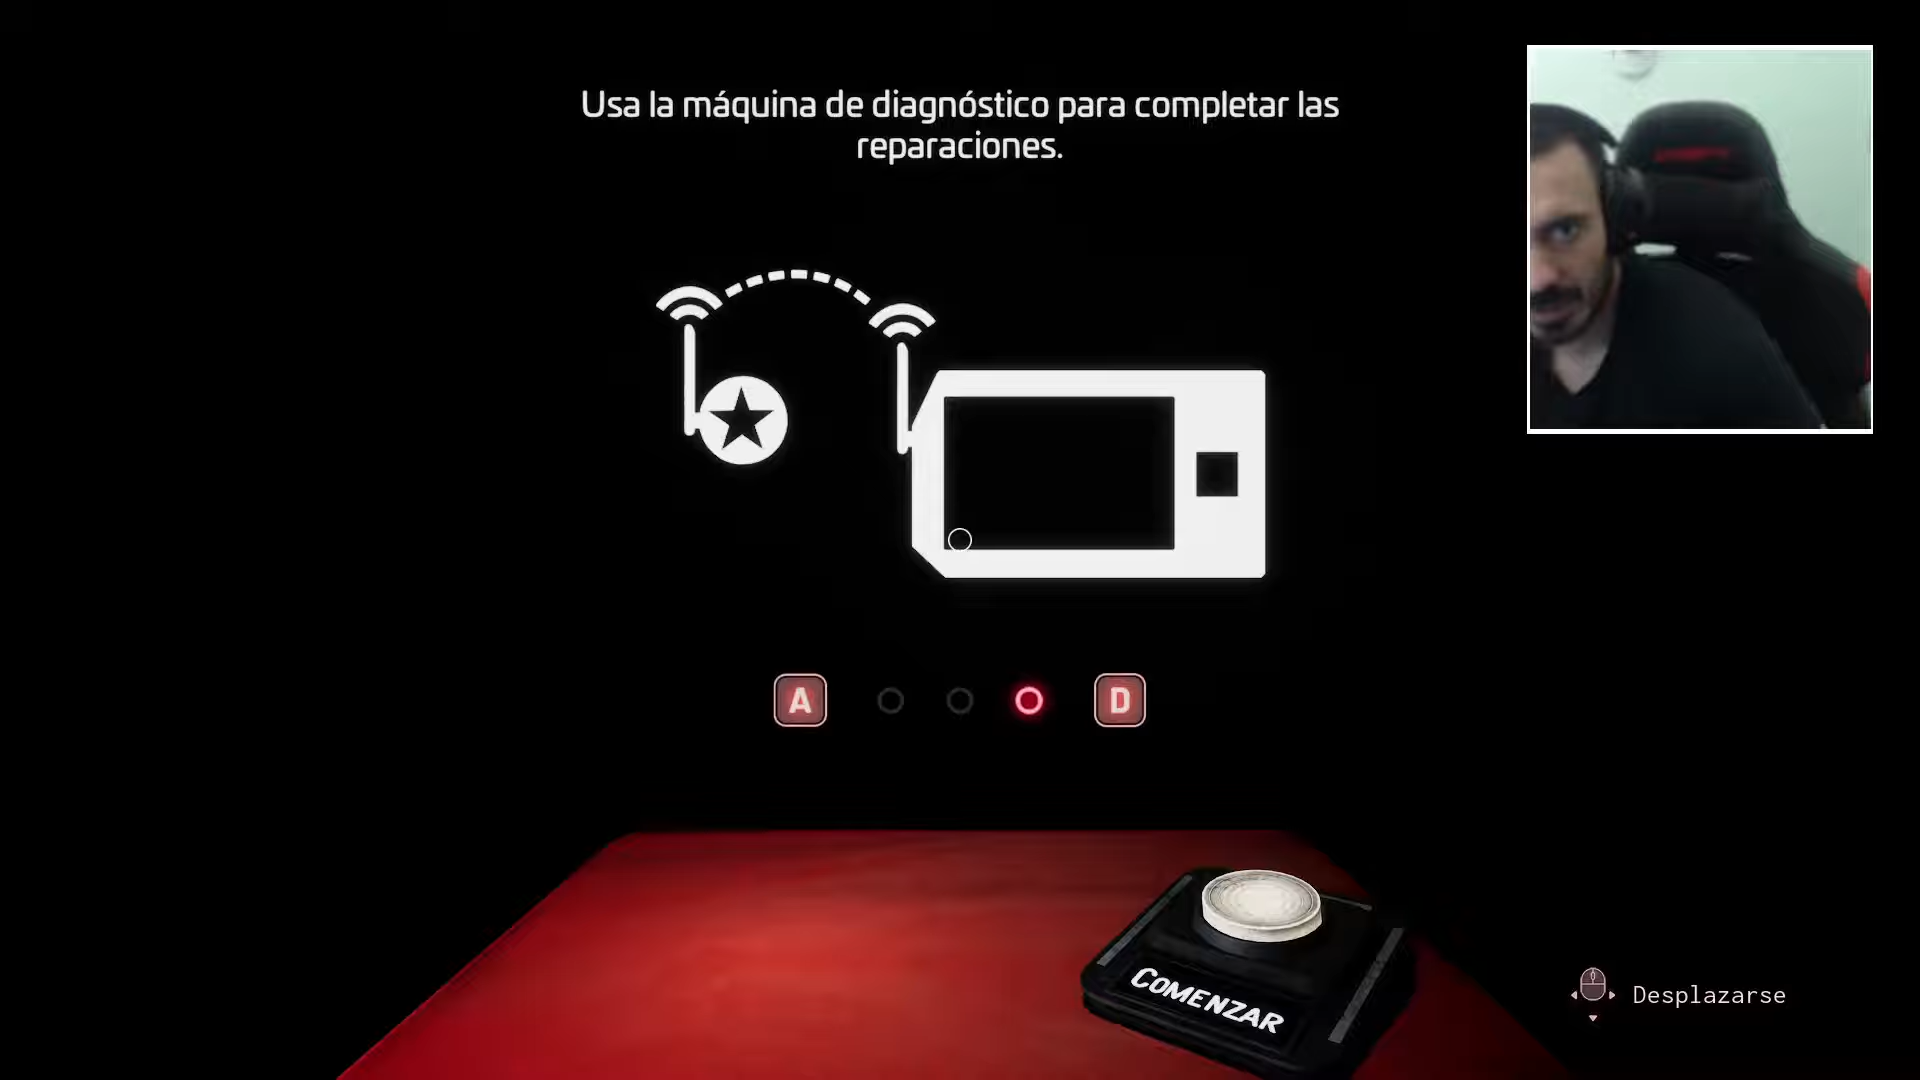 Usa la máquina de diagnóstico para completar las
reparaciones.
A
D
COMENZAR
Desplazarse